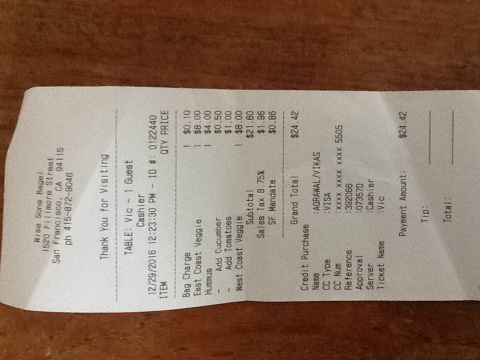 Wise Sons Bagel
1520 Fillmore Street
San Francisco, CA 94115
ph 415-872-9046
Thank You for Visiting
TABLE: Vic - 1 Guest
Cashier
12/29/2016 12:23:30 PM - ID #: 0122440
ITEM QTY PRICE
Bag Charge 1 $0.10
East Coast Veggie 1 $8.00
Hummus 1 $4.00
- Add Cucumber $0.50
- Add Tomatoes $1.00
West Coast Veggie 1 $8.00
Subtotal $21.60
Sales Tax 8.75% $1.96
SF Mandate $0.86
Grand Total $24.42
Credit Purchase
Name :AGRAWAL/VIKAS
CC Type :VISA
CC Num :xxxx xxxx xxxx 5505
Reference :392066
Approval :07357D
Server :Cashier
Ticket Name :Vic
Payment Amount: $24.42
Tip:
Total: